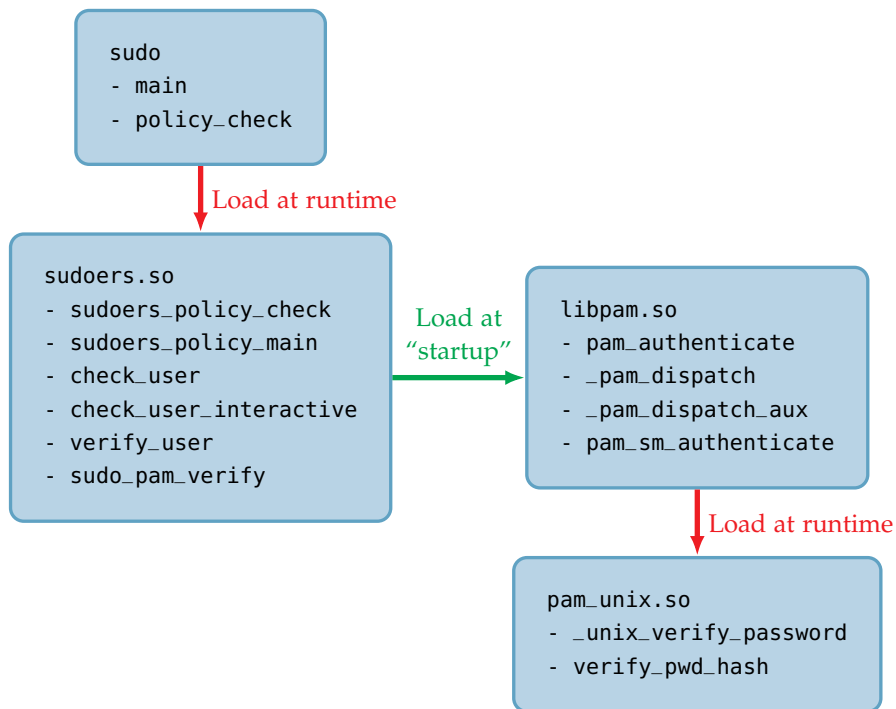 sudo
- main
- policy_check
Load at runtime
sudoers.so
- sudoers_policy_check
- sudoers_policy_main
- check_user
- check_user_interactive
- verify_user
- sudo_pam_verify
Load at
“startup”
libpam.so
- pam_authenticate
- _pam_dispatch
- _pam_dispatch_aux
- pam_sm_authenticate
Load at runtime
pam_unix.so
- _unix_verify_password
- verify_pwd_hash